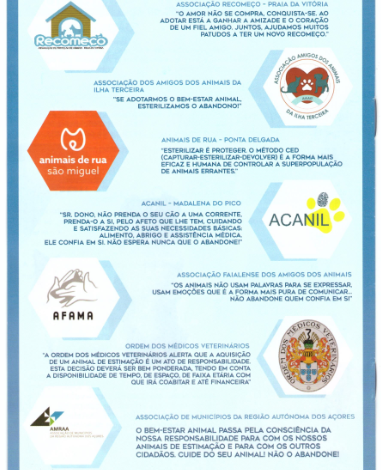 ASSOCIAÇÃO RECOMEÇO - PRAIA DA VITÓRIA
"O AMOR NÃO SE COMPRA, CONQUISTA-SE. AO
ADOTAR ESTÁ A GANHAR A AMIZADE E O CORAÇÃO
DE UM FIEL AMIGO. JUNTOS, AJUDAMOS MUITOS
PATUDOS A TER UM NOVO RECOMEÇO."
Recomeço
ASSOCIAÇÃO DOS AMIGOS DOS ANIMAIS DA
ILHA TERCEIRA
"SE ADOTARMOS O BEM-ESTAR ANIMAL,
ESTERILIZAMOS O ABANDONO!"
ASSOCIAÇÃO AMIGOS DOS ANIMAIS
DA ILHA TERCEIRA
animais de rua
são miguel
ANIMAIS DE RUA - PONTA DELGADA
"ESTERILIZAR É PROTEGER. O MÉTODO CED
(CAPTURAR-ESTERILIZAR-DEVOLVER) É A FORMA MAIS
EFICAZ E HUMANA DE CONTROLAR A SUPERPOPULAÇÃO
DE ANIMAIS ERRANTES."
ACANIL - MADALENA DO PICO
"SR. DONO, NÃO PRENDA O SEU CÃO A UMA CORRENTE,
PRENDA-O A SI, PELO AFETO QUE LHE TEM, CUIDANDO
E SATISFAZENDO AS SUAS NECESSIDADES BÁSICAS:
ALIMENTO, ABRIGO E ASSISTÊNCIA MÉDICA.
ELE CONFIA EM SI. NÃO ESPERA NUNCA QUE O ABANDONE!"
ACANIL
ASSOCIAÇÃO FAIALENSE DOS AMIGOS DOS ANIMAIS
"OS ANIMAIS NÃO USAM PALAVRAS PARA SE EXPRESSAR,
USAM EMOÇÕES QUE É A FORMA MAIS PURA DE COMUNICAR...
NÃO ABANDONE QUEM CONFIA EM SI"
AFAMA
ORDEM DOS MÉDICOS VETERINÁRIOS
"A ORDEM DOS MÉDICOS VETERINÁRIOS ALERTA QUE A AQUISIÇÃO
DE UM ANIMAL DE ESTIMAÇÃO É UM ATO DE RESPONSABILIDADE.
ESTA DECISÃO DEVERÁ SER BEM PONDERADA, TENDO EM CONTA
A DISPONIBILIDADE DE TEMPO, DE ESPAÇO, DE FAIXA ETÁRIA COM
QUE IRÁ COABITAR E ATÉ FINANCEIRA"
ORDEM DOS MÉDICOS VETERINÁRIOS
AMRAA
ASSOCIAÇÃO DE MUNICÍPIOS DA REGIÃO AUTÓNOMA DOS AÇORES
O BEM-ESTAR ANIMAL PASSA PELA CONSCIÊNCIA DA
NOSSA RESPONSABILIDADE PARA COM OS NOSSOS
ANIMAIS DE ESTIMAÇÃO E PARA COM OS OUTROS
CIDADÃOS. CUIDE DO SEU ANIMAL! NÃO O ABANDONE!